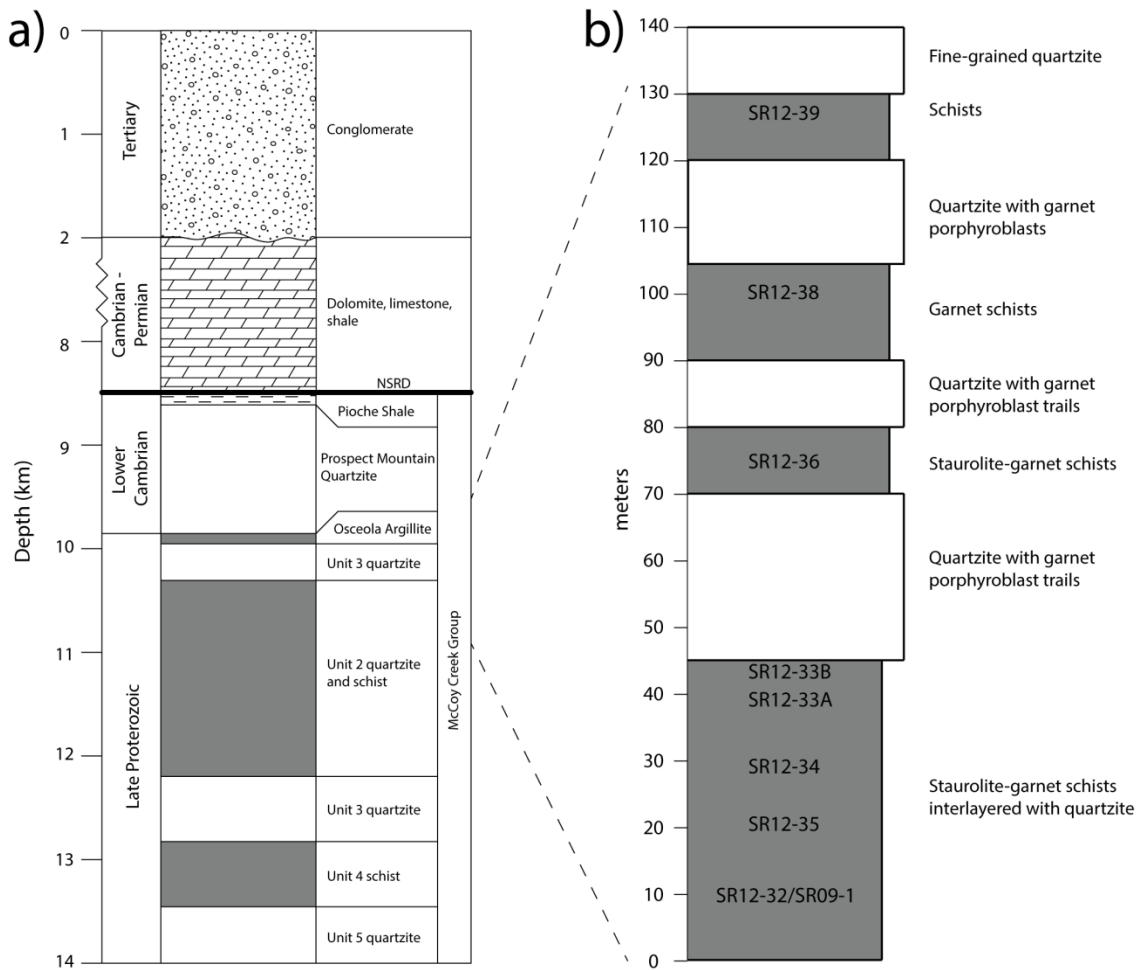 a)
Depth (km)
0
1
2
8
9
10
11
12
13
14
Tertiary
Cambrian -
Permian
Lower
Cambrian
Late Proterozoic
Conglomerate
Dolomite, limestone,
shale
NSRD
Pioche Shale
Prospect Mountain
Quartzite
Osceola Argillite
Unit 3 quartzite
Unit 2 quartzite
and schist
Unit 3 quartzite
Unit 4 schist
Unit 5 quartzite
McCoy Creek Group
b)
meters
140
130
120
110
100
90
80
70
60
50
40
30
20
10
0
SR12-39
SR12-38
SR12-36
SR12-33B
SR12-33A
SR12-34
SR12-35
SR12-32/SR09-1
Fine-grained quartzite
Schists
Quartzite with garnet
porphyroblasts
Garnet schists
Quartzite with garnet
porphyroblast trails
Staurolite-garnet schists
Quartzite with garnet
porphyroblast trails
Staurolite-garnet schists
interlayered with quartzite